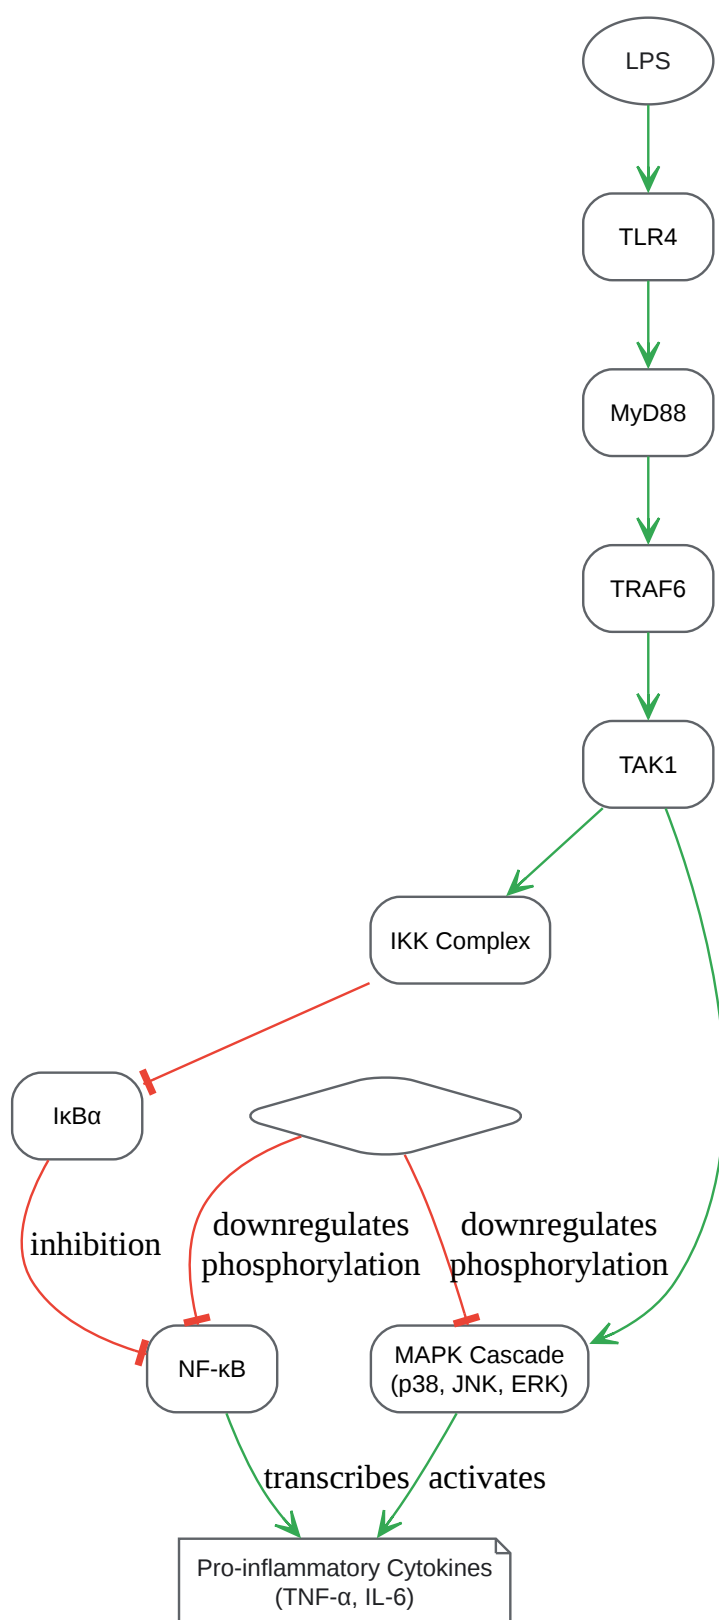 LPS
TLR4
MyD88
TRAF6
TAK1
IKK Complex
IκBα
inhibition
downregulates
phosphorylation
downregulates
phosphorylation
NF-κB
MAPK Cascade
(p38, JNK, ERK)
transcribes
activates
Pro-inflammatory Cytokines
(TNF-α, IL-6)